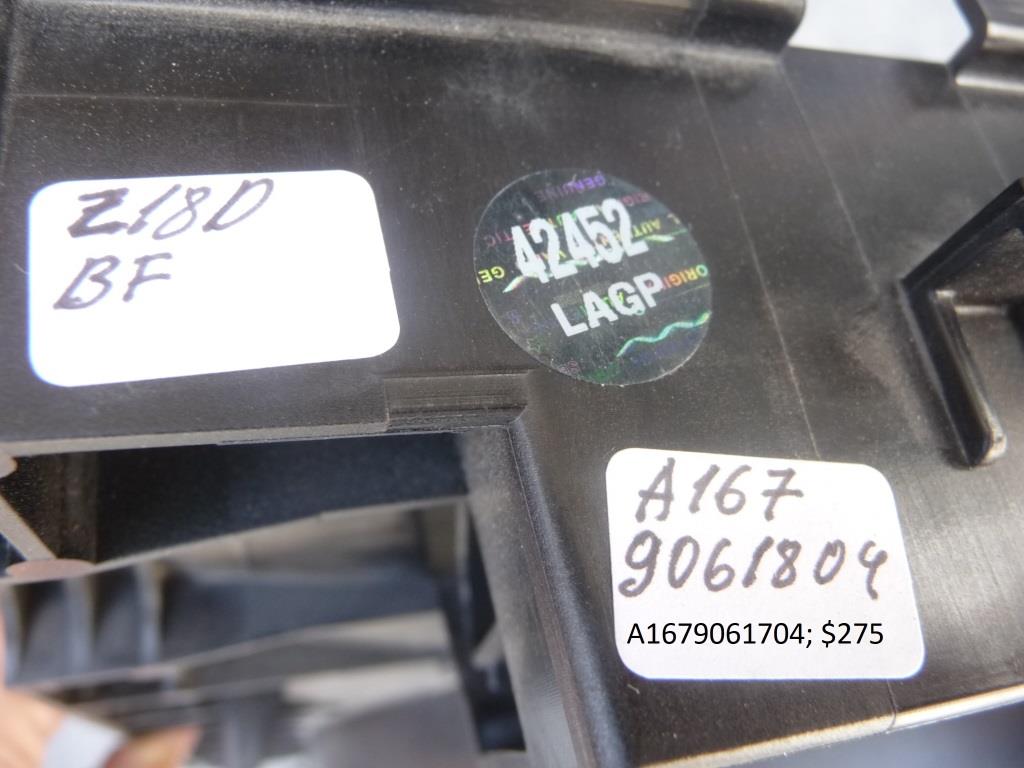 Z18D
BF
42452
LAGP
A167
9061804
A1679061704; $275